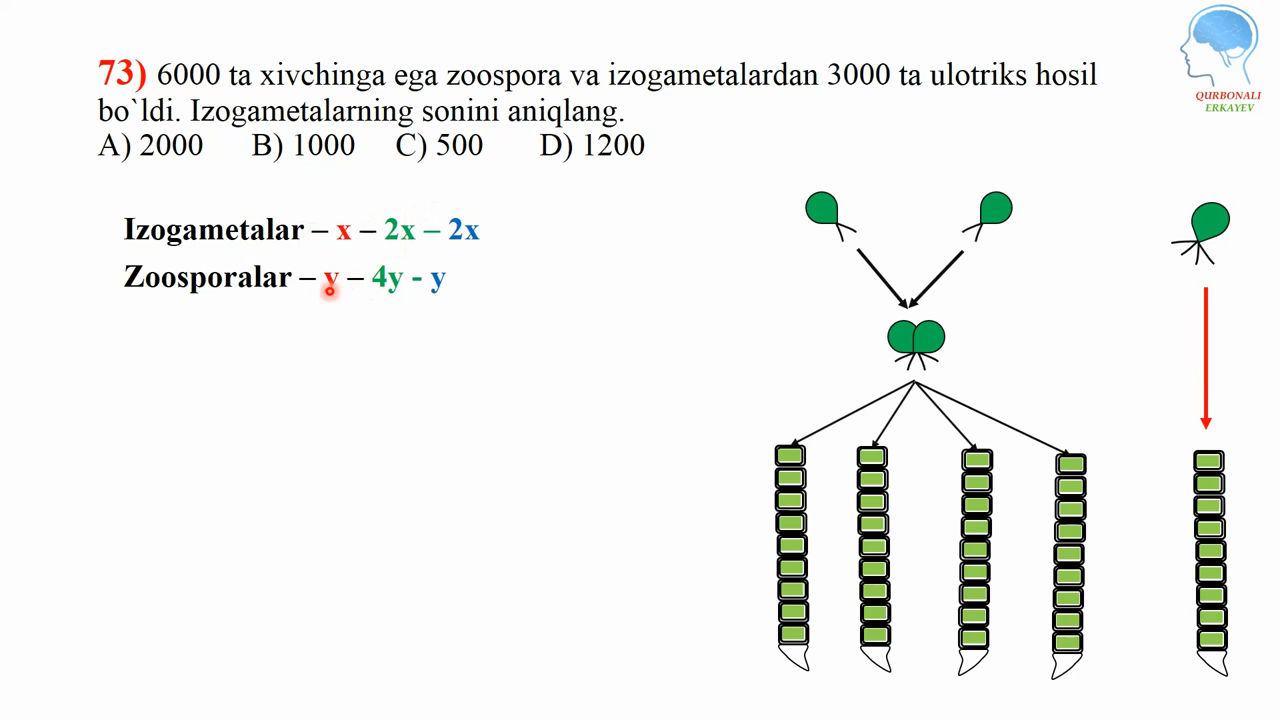 73) 6000 ta xivchinga ega zoospora va izogametalardan 3000 ta ulotriks hosil
bo`ldi. Izogametalarning sonini aniqlang.
A) 2000 B) 1000 C) 500 D) 1200
Izogametalar – x – 2x – 2x
Zoosporalar – y – 4y - y
QURBONALI
ERKAYEV